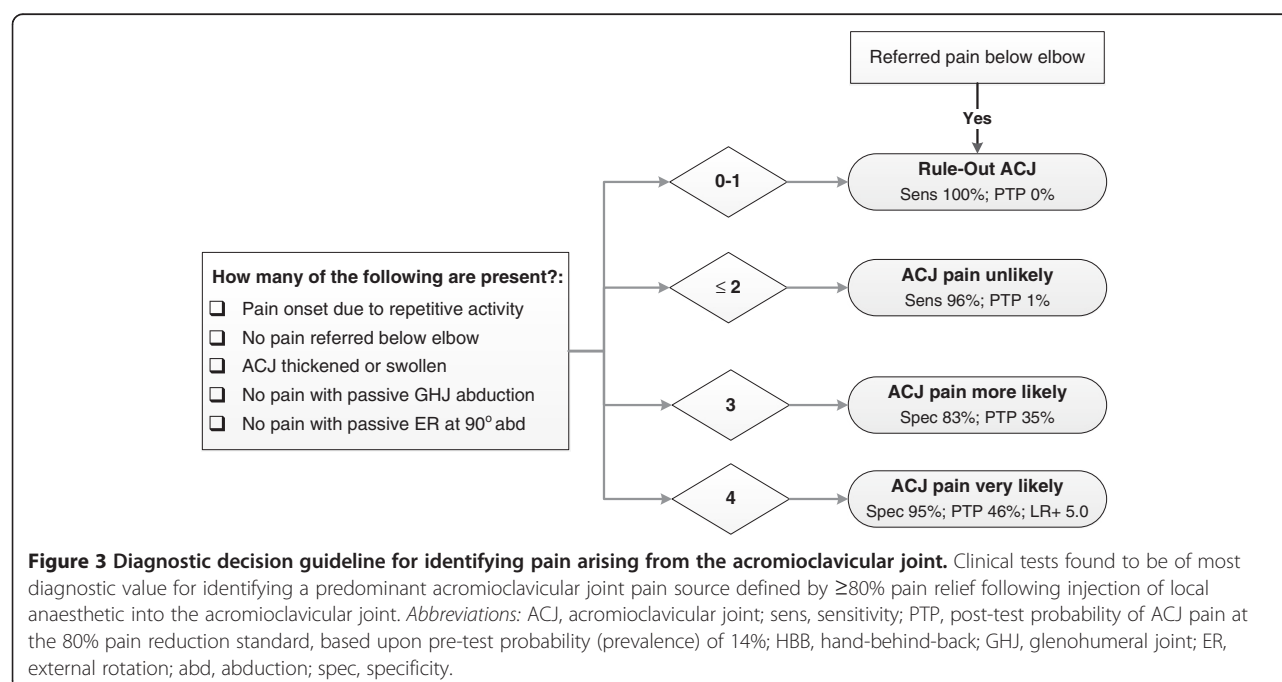 Referred pain below elbow
Yes
0-1
Rule-Out ACJ
Sens 100%; PTP 0%
How many of the following are present?:
❑ Pain onset due to repetitive activity
❑ No pain referred below elbow
❑ ACJ thickened or swollen
❑ No pain with passive GHJ abduction
❑ No pain with passive ER at 90° abd
≤ 2
ACJ pain unlikely
Sens 96%; PTP 1%
3
ACJ pain more likely
Spec 83%; PTP 35%
4
ACJ pain very likely
Spec 95%; PTP 46%; LR+ 5.0
Figure 3 Diagnostic decision guideline for identifying pain arising from the acromioclavicular joint. Clinical tests found to be of most
diagnostic value for identifying a predominant acromioclavicular joint pain source defined by ≥80% pain relief following injection of local
anaesthetic into the acromioclavicular joint. Abbreviations: ACJ, acromioclavicular joint; sens, sensitivity; PTP, post-test probability of ACJ pain at
the 80% pain reduction standard, based upon pre-test probability (prevalence) of 14%; HBB, hand-behind-back; GHJ, glenohumeral joint; ER,
external rotation; abd, abduction; spec, specificity.